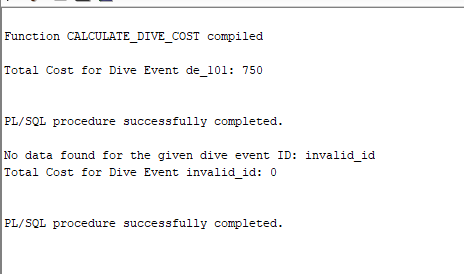 Function CALCULATE_DIVE_COST compiled
Total Cost for Dive Event de_101: 750
PL/SQL procedure successfully completed.
No data found for the given dive event ID: invalid_id
Total Cost for Dive Event invalid_id: 0
PL/SQL procedure successfully completed.